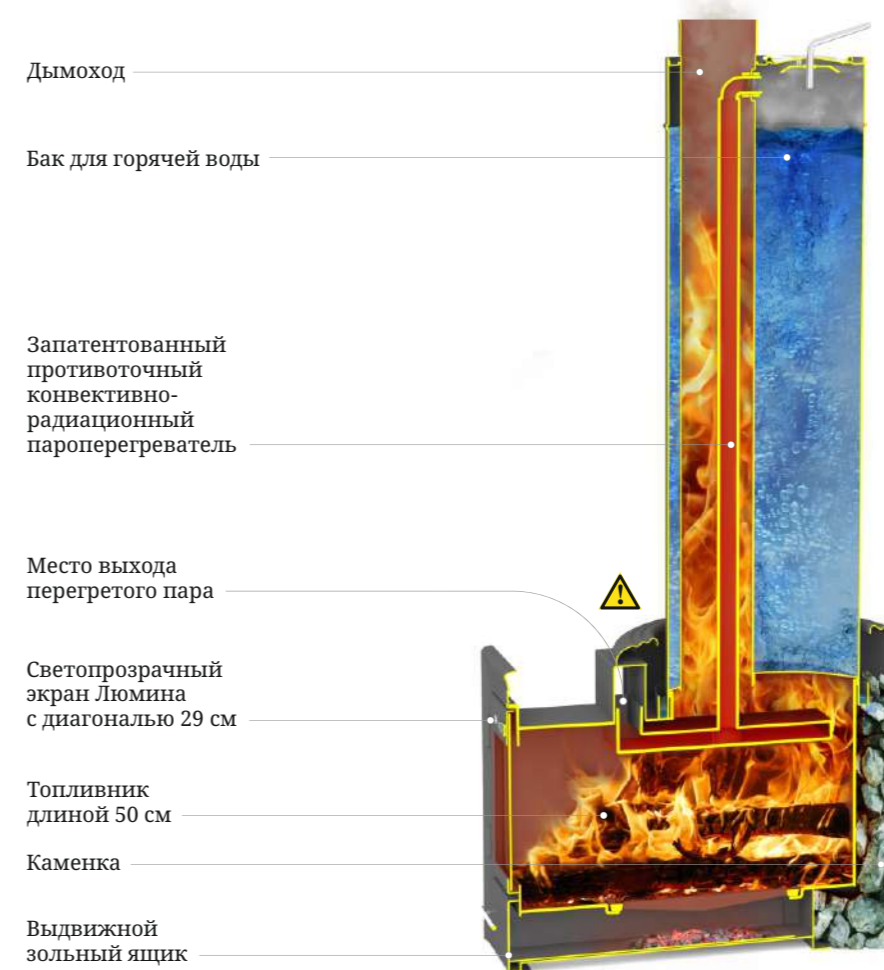 Дымоход
Бак для горячей воды
Запатентованный
противоточный
конвективно-
радиационный
пароперегреватель
Место выхода
перегретого пара
Светопрозрачный
экран Люмина
с диагональю 29 см
Топливник
длиной 50 см
Каменка
Выдвижной
зольный ящик